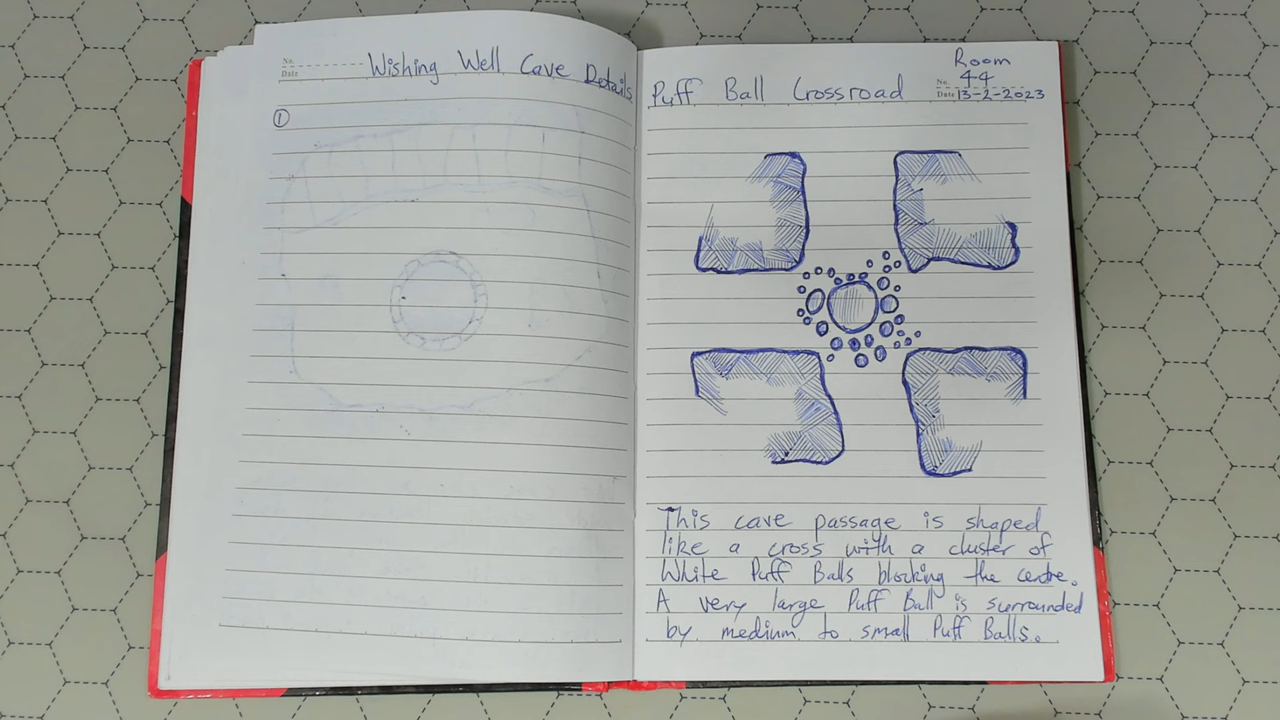 No.
Date
Wishing Well Cave Details
①
Room
Puff Ball Crossroad
No. 44
Date 13-2-2023
This cave passage is shaped
like a cross with a cluster of
White Puff Balls blocking the centre.
A very large Puff Ball is surrounded
by medium to small Puff Balls.